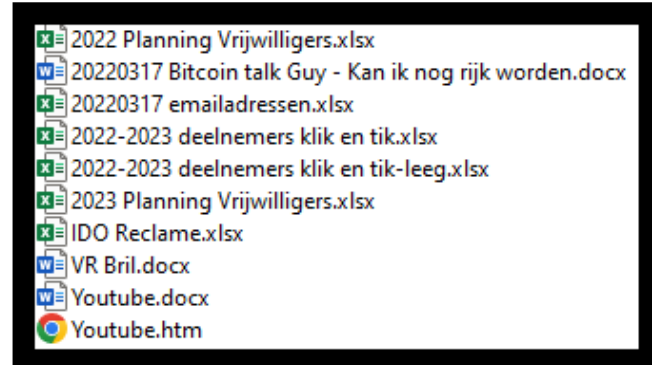 2022 Planning Vrijwilligers.xlsx
20220317 Bitcoin talk Guy - Kan ik nog rijk worden.docx
20220317 emailadressen.xlsx
2022-2023 deelnemers klik en tik.xlsx
2022-2023 deelnemers klik en tik-leeg.xlsx
2023 Planning Vrijwilligers.xlsx
IDO Reclame.xlsx
VR Bril.docx
Youtube.docx
Youtube.htm